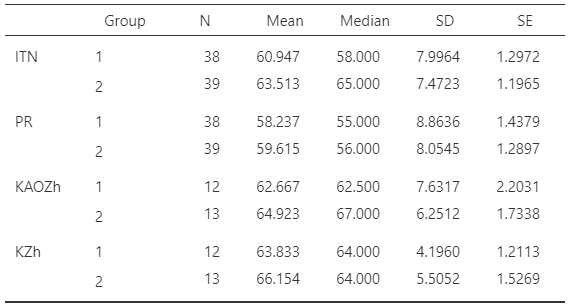 Group N Mean Median SD SE
ITN 1 38 60.947 58.000 7.9964 1.2972
2 39 63.513 65.000 7.4723 1.1965
PR 1 38 58.237 55.000 8.8636 1.4379
2 39 59.615 56.000 8.0545 1.2897
KAOZh 1 12 62.667 62.500 7.6317 2.2031
2 13 64.923 67.000 6.2512 1.7338
KZh 1 12 63.833 64.000 4.1960 1.2113
2 13 66.154 64.000 5.5052 1.5269